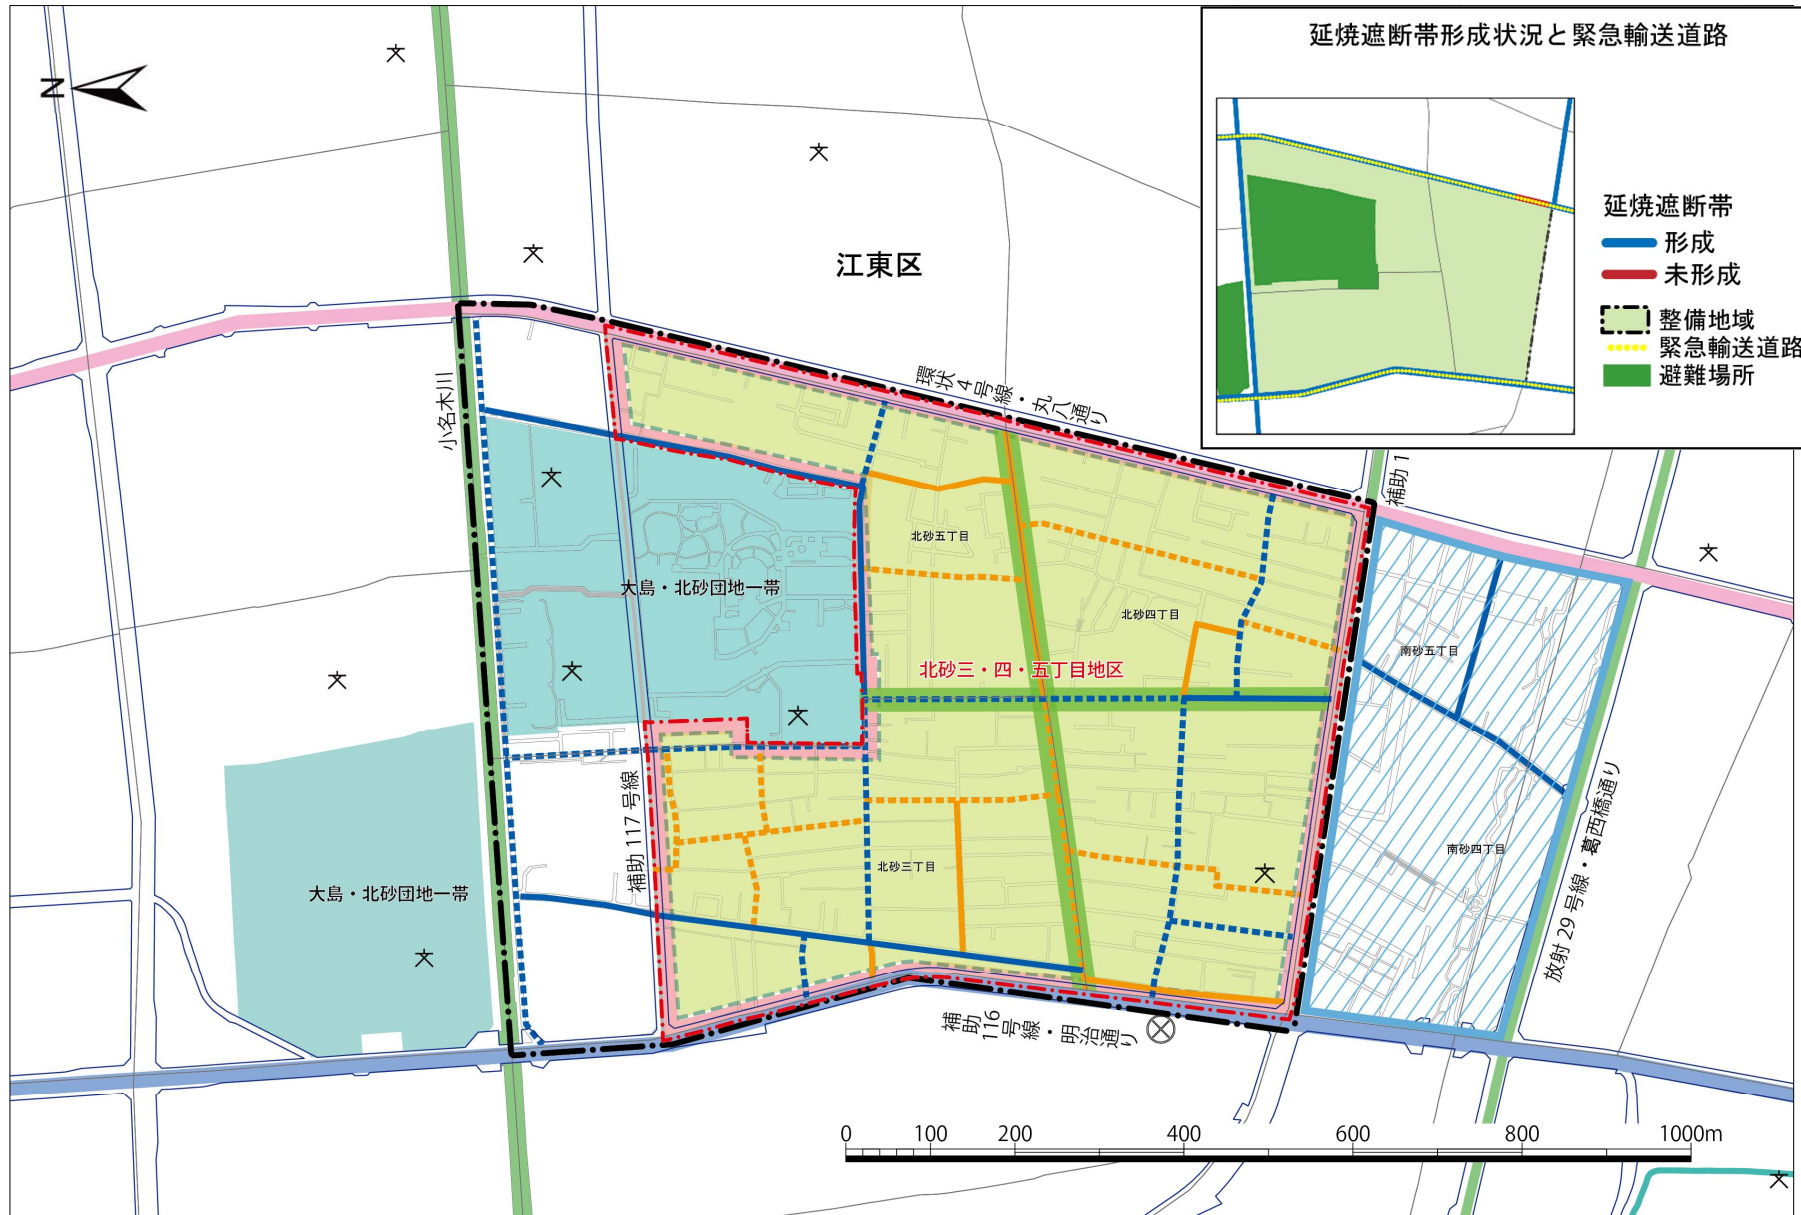 延焼遮断帯形成状況と緊急輸送道路
延焼遮断帯
形成
未形成
整備地域
緊急輸送道路
避難場所
N
江東区
小名木川
環状4号線・丸八通り
補助1
北砂五丁目
大島・北砂団地一帯
北砂四丁目
北砂三・四・五丁目地区
南砂五丁目
補助117号線
北砂三丁目
南砂四丁目
大島・北砂団地一帯
放射29号線・葛西橋通り
補助116号線・明治通り
0 100 200 400 600 800 1000m